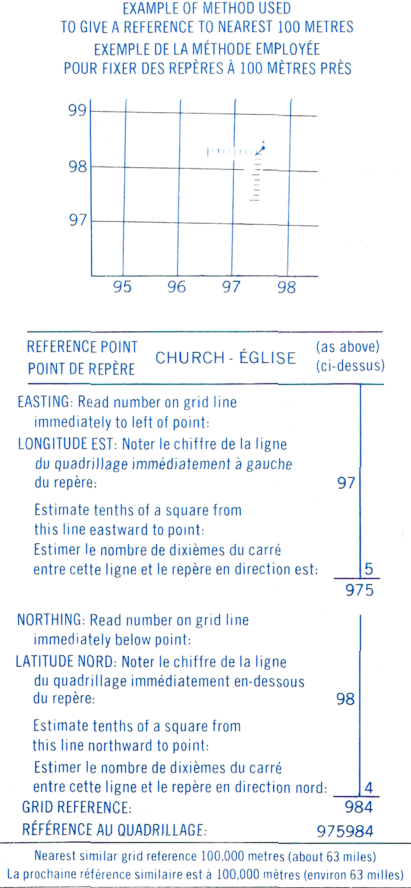 EXAMPLE OF METHOD USED
TO GIVE A REFERENCE TO NEAREST 100 METRES
EXEMPLE DE LA MÉTHODE EMPLOYÉE
POUR FIXER DES REPÈRES À 100 MÈTRES PRÈS
99
98
97
95 96 97 98
REFERENCE POINT
POINT DE REPÈRE
CHURCH - ÉGLISE
(as above)
(ci-dessus)
EASTING: Read number on grid line
immediately to left of point:
LONGITUDE EST: Noter le chiffre de la ligne
du quadrillage immédiatement à gauche
du repère: 97
Estimate tenths of a square from
this line eastward to point:
Estimer le nombre de dixièmes du carré
entre cette ligne et le repère en direction est: 5
975
NORTHING: Read number on grid line
immediately below point:
LATITUDE NORD: Noter le chiffre de la ligne
du quadrillage immédiatement en-dessous
du repère: 98
Estimate tenths of a square from
this line northward to point:
Estimer le nombre de dixièmes du carré
entre cette ligne et le repère en direction nord: 4
GRID REFERENCE: 984
RÉFÉRENCE AU QUADRILLAGE: 975984
Nearest similar grid reference 100,000 metres (about 63 miles)
La prochaine référence similaire est à 100,000 mètres (environ 63 milles)